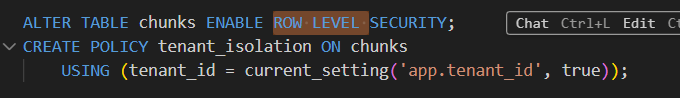 ALTER TABLE chunks ENABLE ROW LEVEL SECURITY;
Chat Ctrl+L Edit
CREATE POLICY tenant_isolation ON chunks
USING (tenant_id = current_setting('app.tenant_id', true));